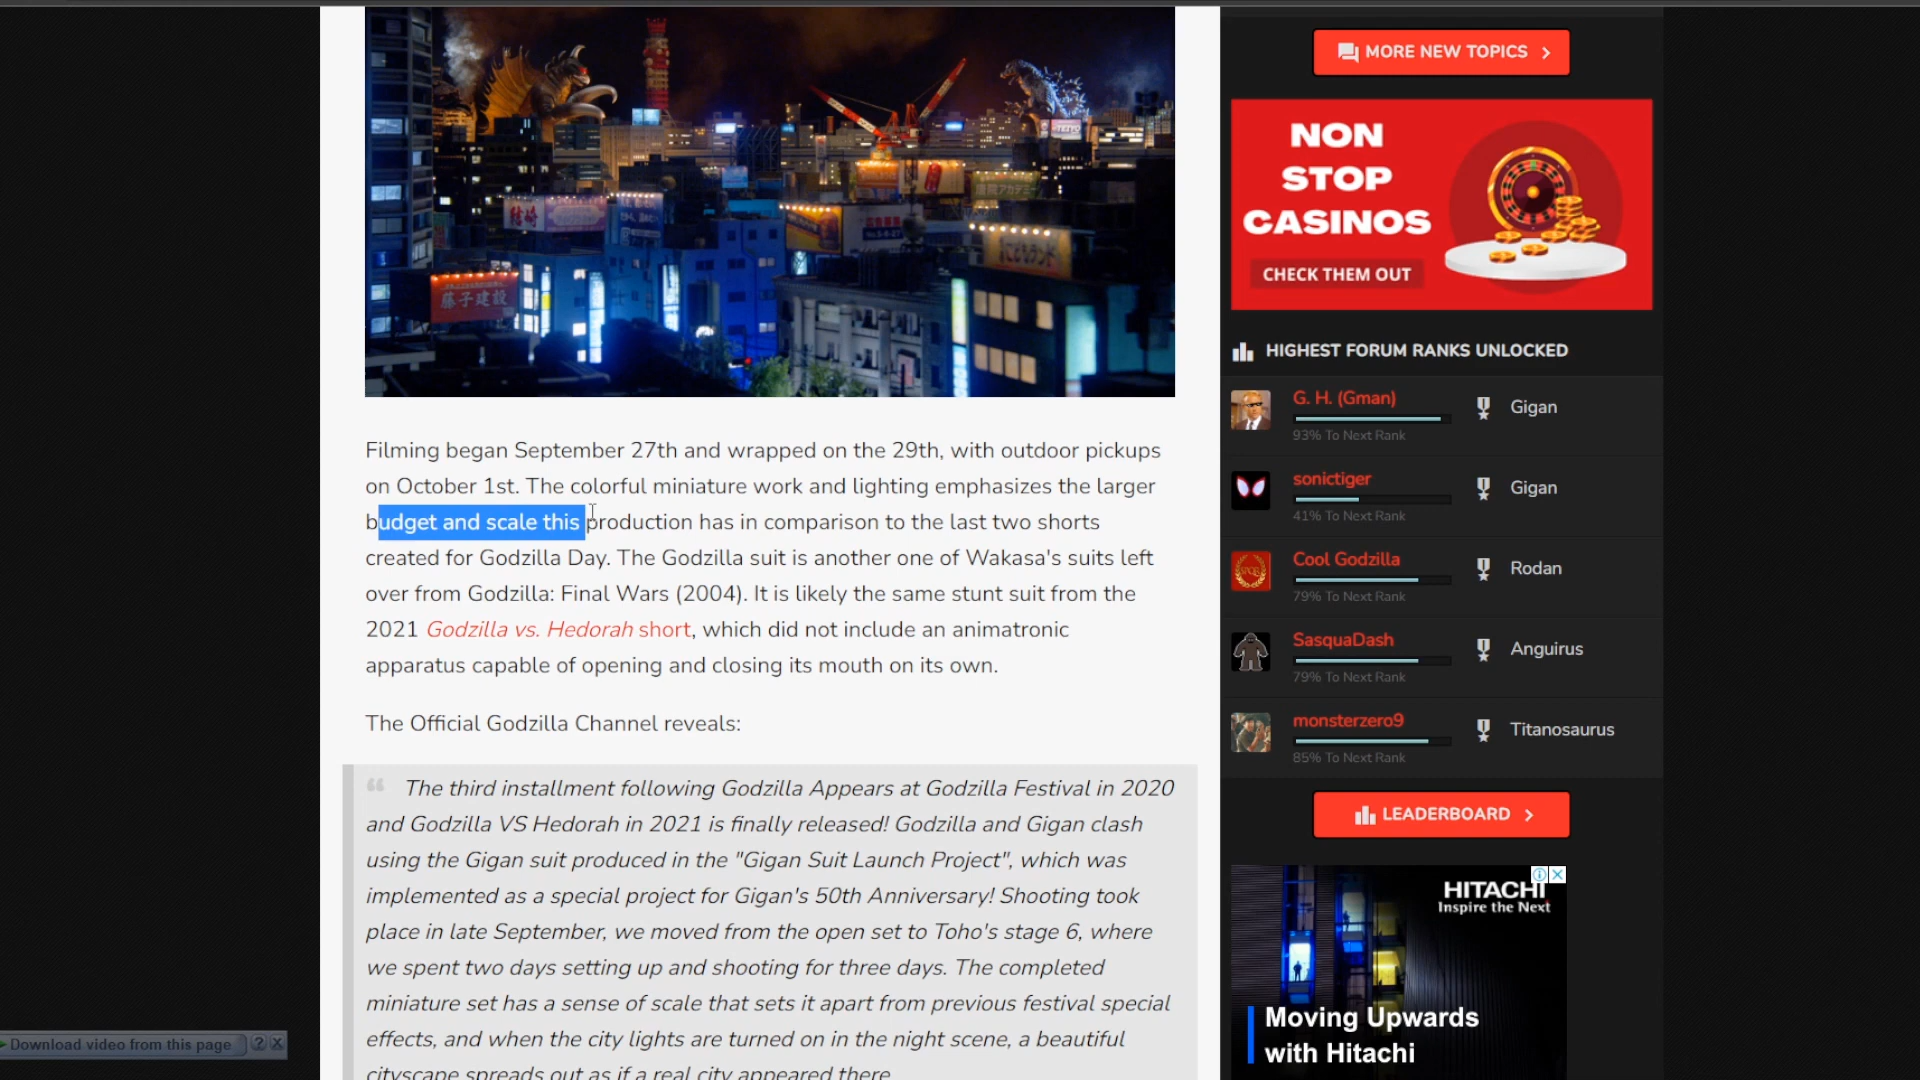 結婚
藤子建設
TOTO
Filming began September 27th and wrapped on the 29th, with outdoor pickups
on October 1st. The colorful miniature work and lighting emphasizes the larger
budget and scale this production has in comparison to the last two shorts
created for Godzilla Day. The Godzilla suit is another one of Wakasa's suits left
over from Godzilla: Final Wars (2004). It is likely the same stunt suit from the
2021 Godzilla vs. Hedorah short, which did not include an animatronic
apparatus capable of opening and closing its mouth on its own.
The Official Godzilla Channel reveals:
“ The third installment following Godzilla Appears at Godzilla Festival in 2020
and Godzilla VS Hedorah in 2021 is finally released! Godzilla and Gigan clash
using the Gigan suit produced in the "Gigan Suit Launch Project", which was
implemented as a special project for Gigan's 50th Anniversary! Shooting took
place in late September, we moved from the open set to Toho's stage 6, where
we spent two days setting up and shooting for three days. The completed
miniature set has a sense of scale that sets it apart from previous festival special
effects, and when the city lights are turned on in the night scene, a beautiful
cityscape spreads out as if a real city appeared there.
MORE NEW TOPICS
NON
STOP
CASINOS
CHECK THEM OUT
HIGHEST FORUM RANKS UNLOCKED
G. H. (Gman)
Gigan
93% To Next Rank
sonictiger
Gigan
41% To Next Rank
Cool Godzilla
Rodan
79% To Next Rank
SasquaDash
Anguirus
79% To Next Rank
monsterzero9
Titanosaurus
85% To Next Rank
LEADERBOARD
HITACHI
Inspire the Next
Moving Upwards
with Hitachi
Download video from this page ? X